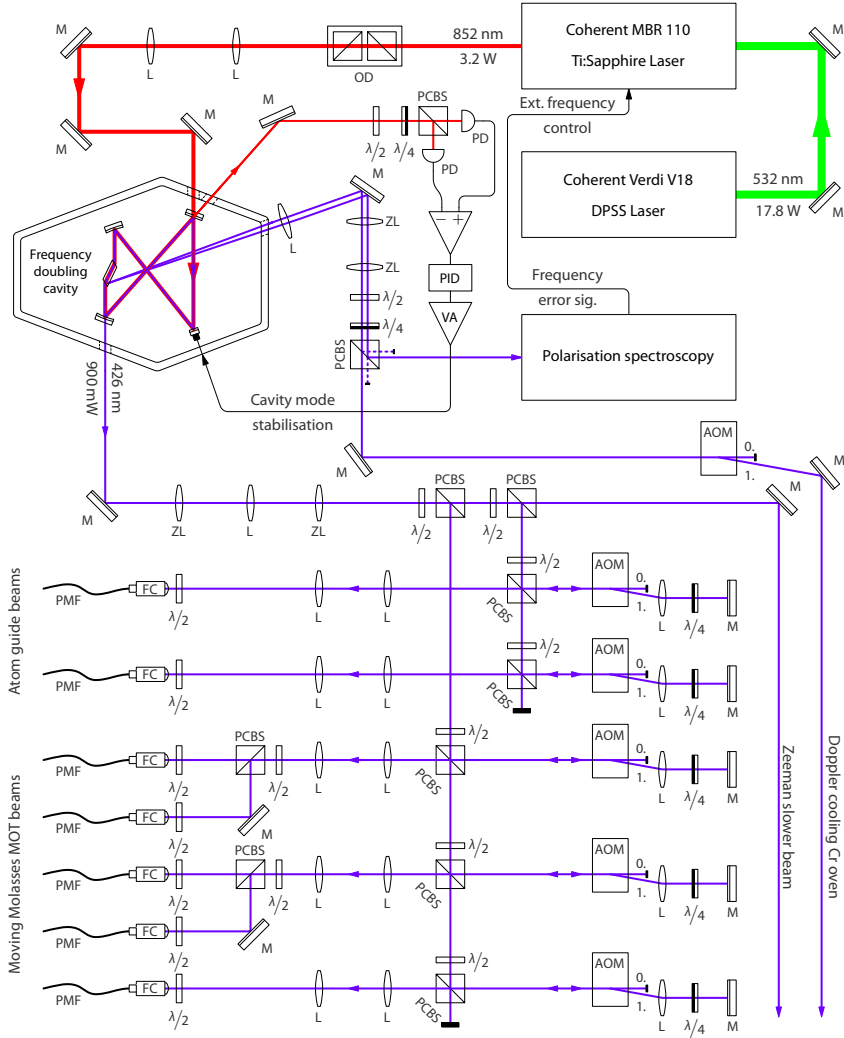 M
852 nm
3.2 W
Coherent MBR 110
Ti:Sapphire Laser
M
L
L
OD
PCBS
Ext. frequency
control
M
M
M
λ/2
λ/4
PD
PD
Coherent Verdi V18
DPSS Laser
532 nm
17.8 W
M
M
L
ZL
− +
Frequency
doubling
cavity
ZL
PID
Frequency
error sig.
λ/2
VA
λ/4
PCBS
Polarisation spectroscopy
426 nm
900 mW
Cavity mode
stabilisation
M
AOM
0.
1.
M
M
M
ZL
L
ZL
λ/2
PCBS
λ/2
PCBS
Atom guide beams
λ/2
PMF
FC
λ/2
L
L
PCBS
AOM
0.
1.
L
λ/4
M
λ/2
PMF
FC
λ/2
L
L
PCBS
AOM
0.
1.
L
λ/4
M
Moving Molasses MOT beams
λ/2
PMF
FC
λ/2
PCBS
λ/2
L
L
PCBS
AOM
0.
1.
L
λ/4
M
Zeeman slower beam
Doppler cooling Cr oven
PMF
FC
λ/2
M
λ/2
PMF
FC
λ/2
PCBS
λ/2
L
L
PCBS
AOM
0.
1.
L
λ/4
M
PMF
FC
λ/2
M
λ/2
PMF
FC
λ/2
L
L
PCBS
AOM
0.
1.
L
λ/4
M